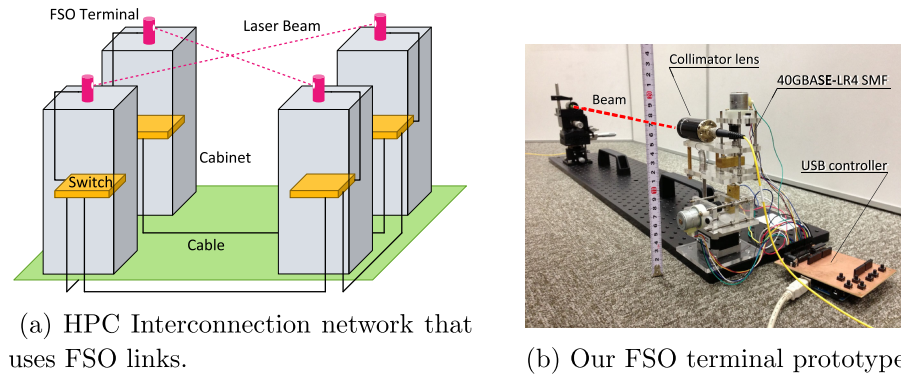 FSO Terminal
Laser Beam
Cabinet
Switch
Cable
(a) HPC Interconnection network that
uses FSO links.
Collimator lens
40GBASE-LR4 SMF
Beam
USB controller
(b) Our FSO terminal prototype